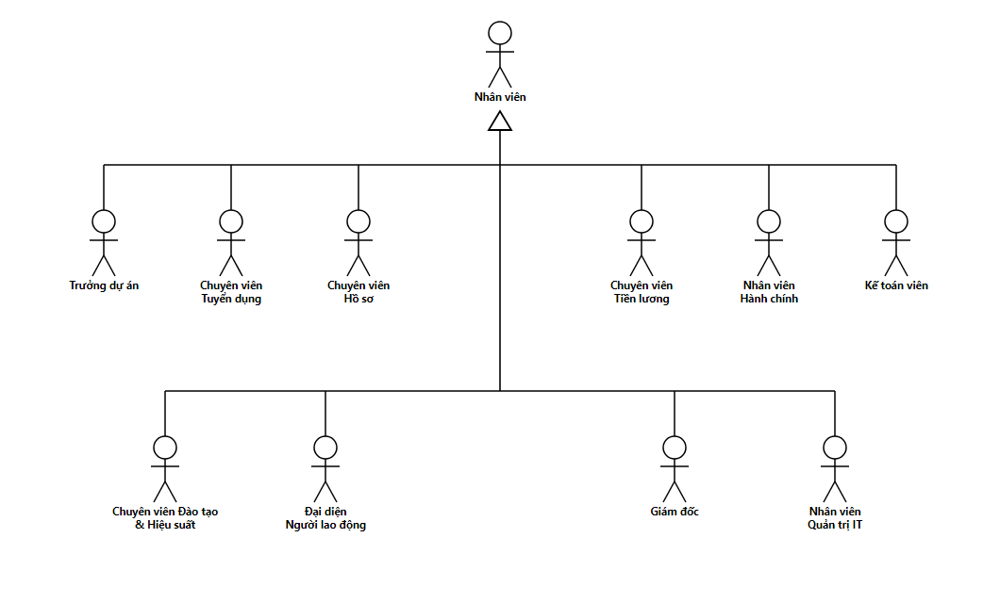 Nhân viên
Trưởng dự án
Chuyên viên
Tuyển dụng
Chuyên viên
Hồ sơ
Chuyên viên
Tiền lương
Nhân viên
Hành chính
Kế toán viên
Chuyên viên Đào tạo
& Hiệu suất
Đại diện
Người lao động
Giám đốc
Nhân viên
Quản trị IT